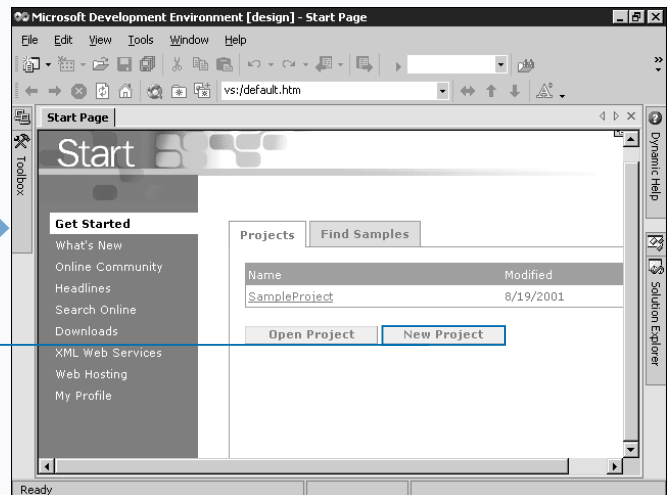 Microsoft Development Environment [design] - Start Page
File Edit View Tools Window Help
vs:/default.htm
Start Page
Toolbox
Start
Get Started
What's New
Online Community
Headlines
Search Online
Downloads
XML Web Services
Web Hosting
My Profile
Projects Find Samples
Name Modified
SampleProject 8/19/2001
Open Project New Project
Dynamic Help
Solution Explorer
Ready